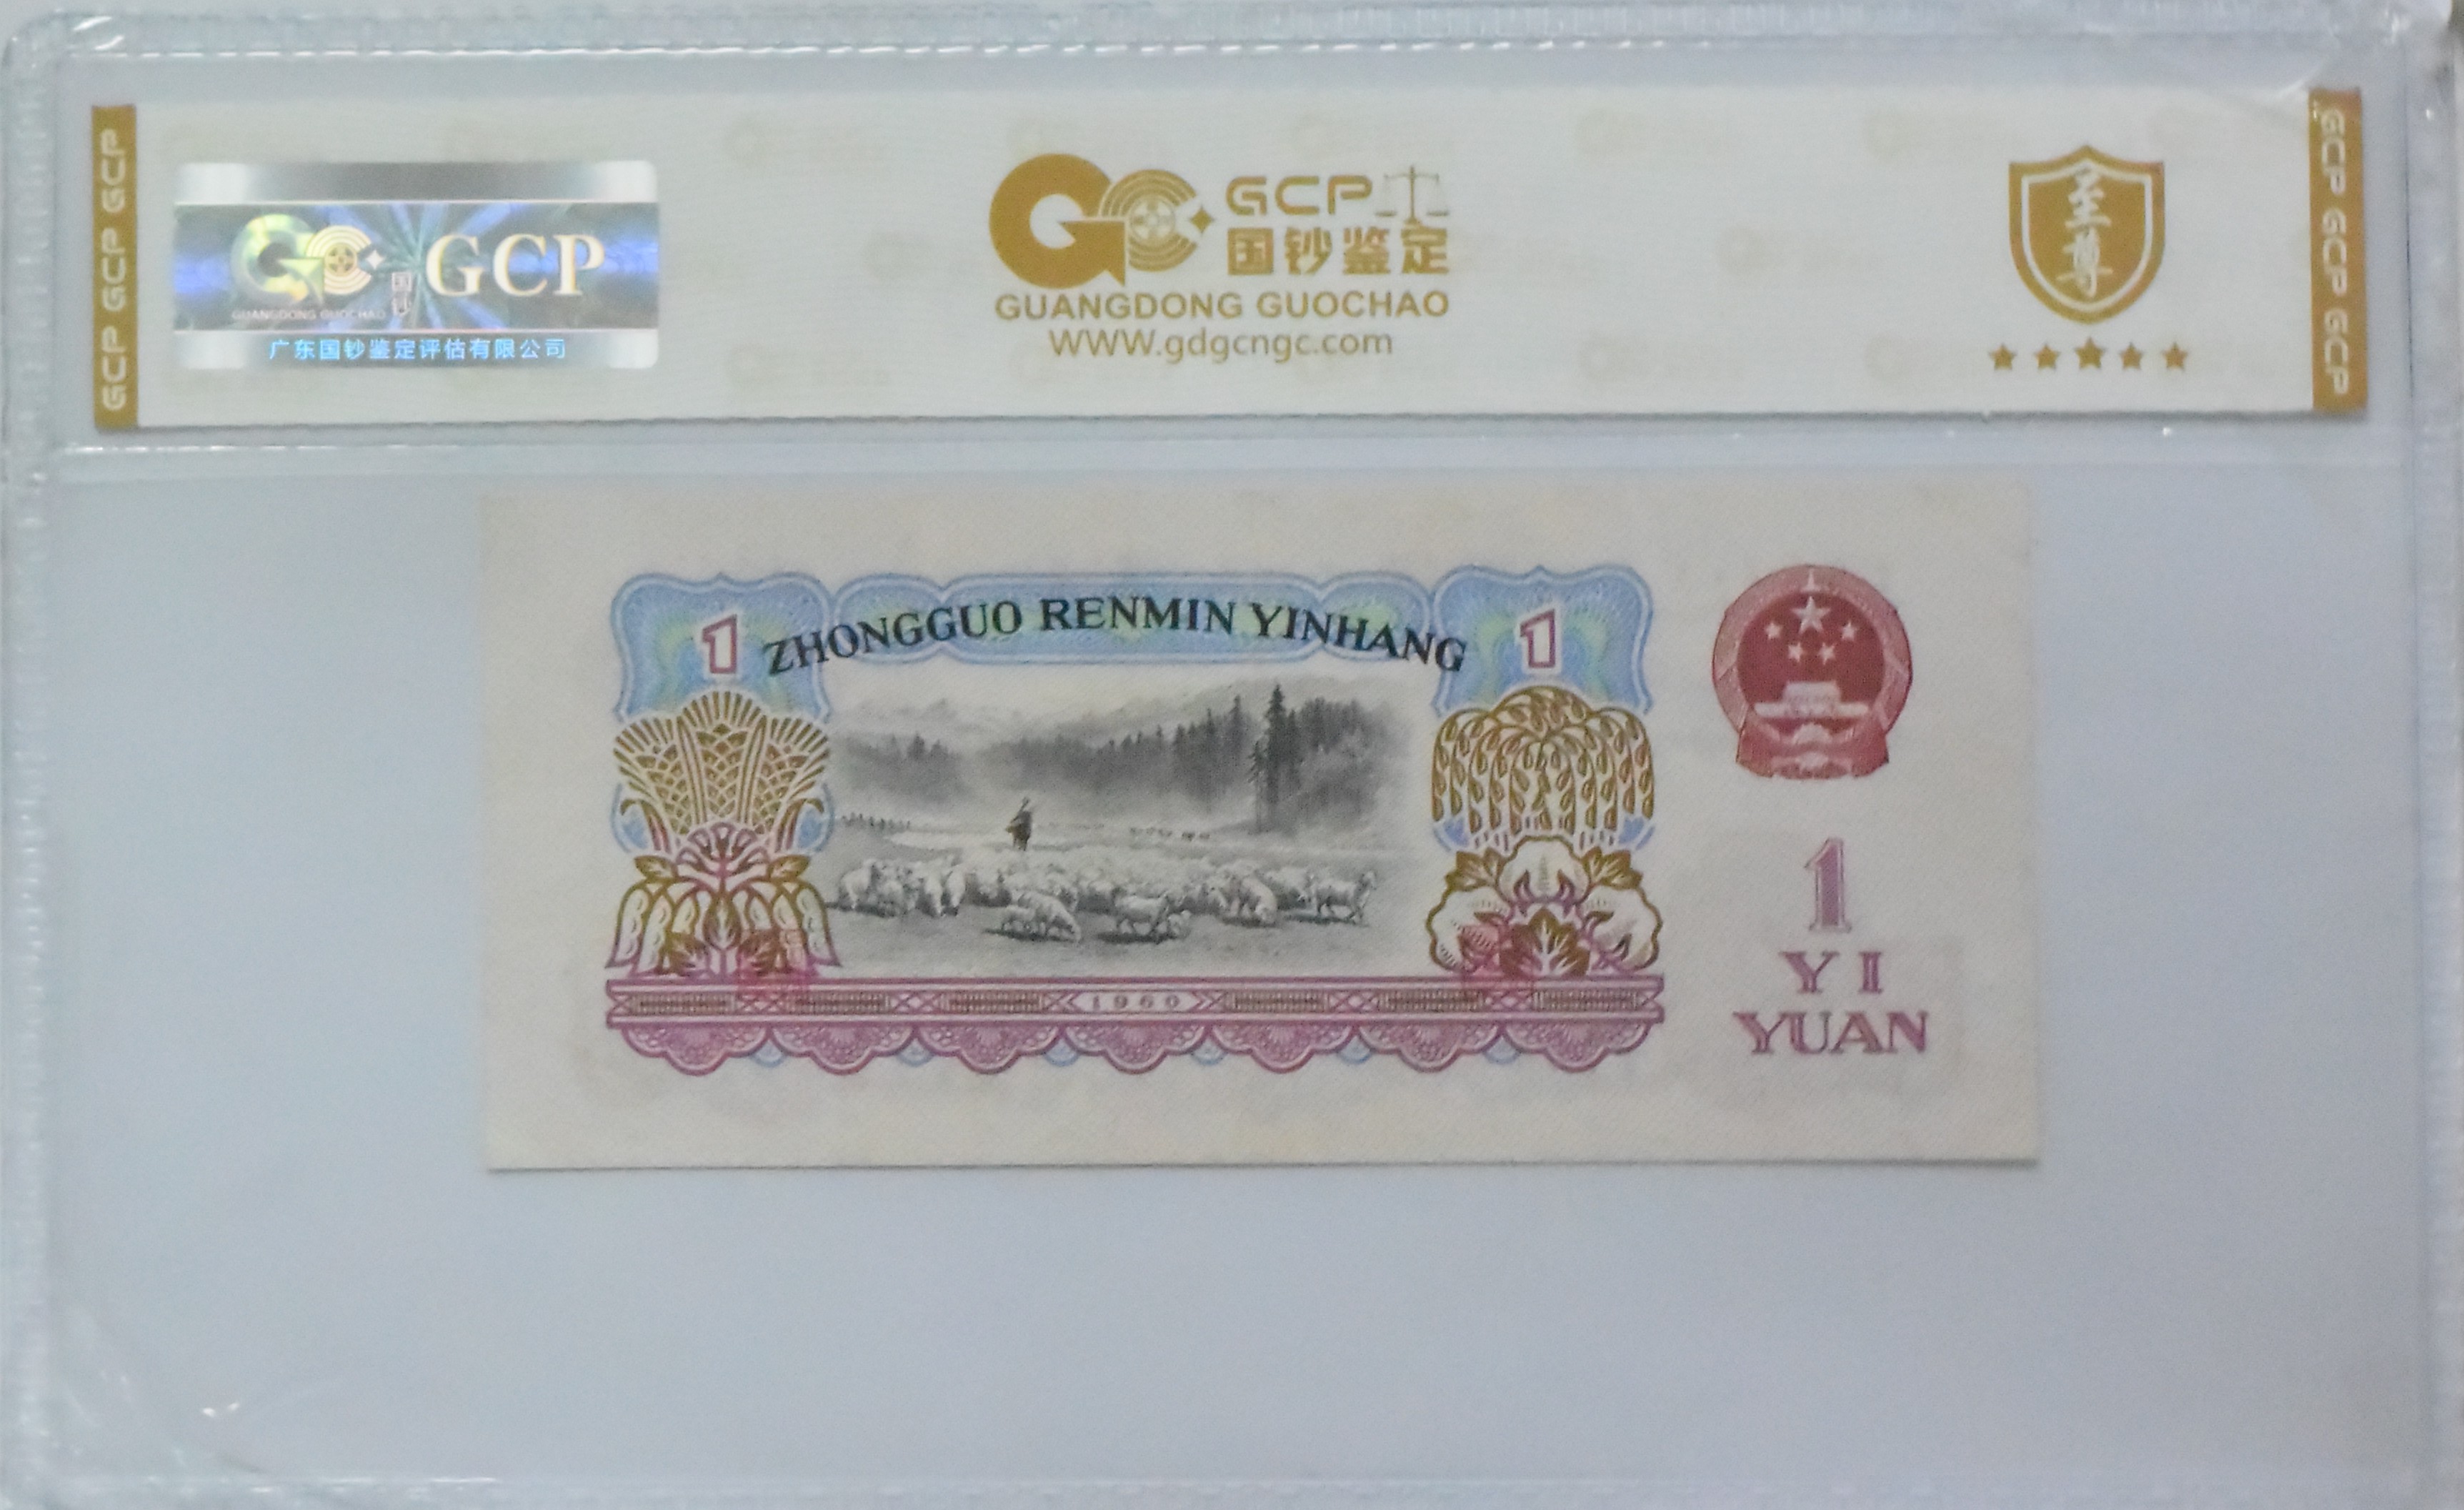 GCP GCP GCP
GCP
国钞
GUANGDONG GUOCHAO
广东国钞鉴定评估有限公司
GCP
国钞鉴定
GUANGDONG GUOCHAO
WWW.gdgcngc.com
至尊
GCP GCP GCP
1 ZHONGGUO RENMIN YINHANG 1
1960
1
YI
YUAN